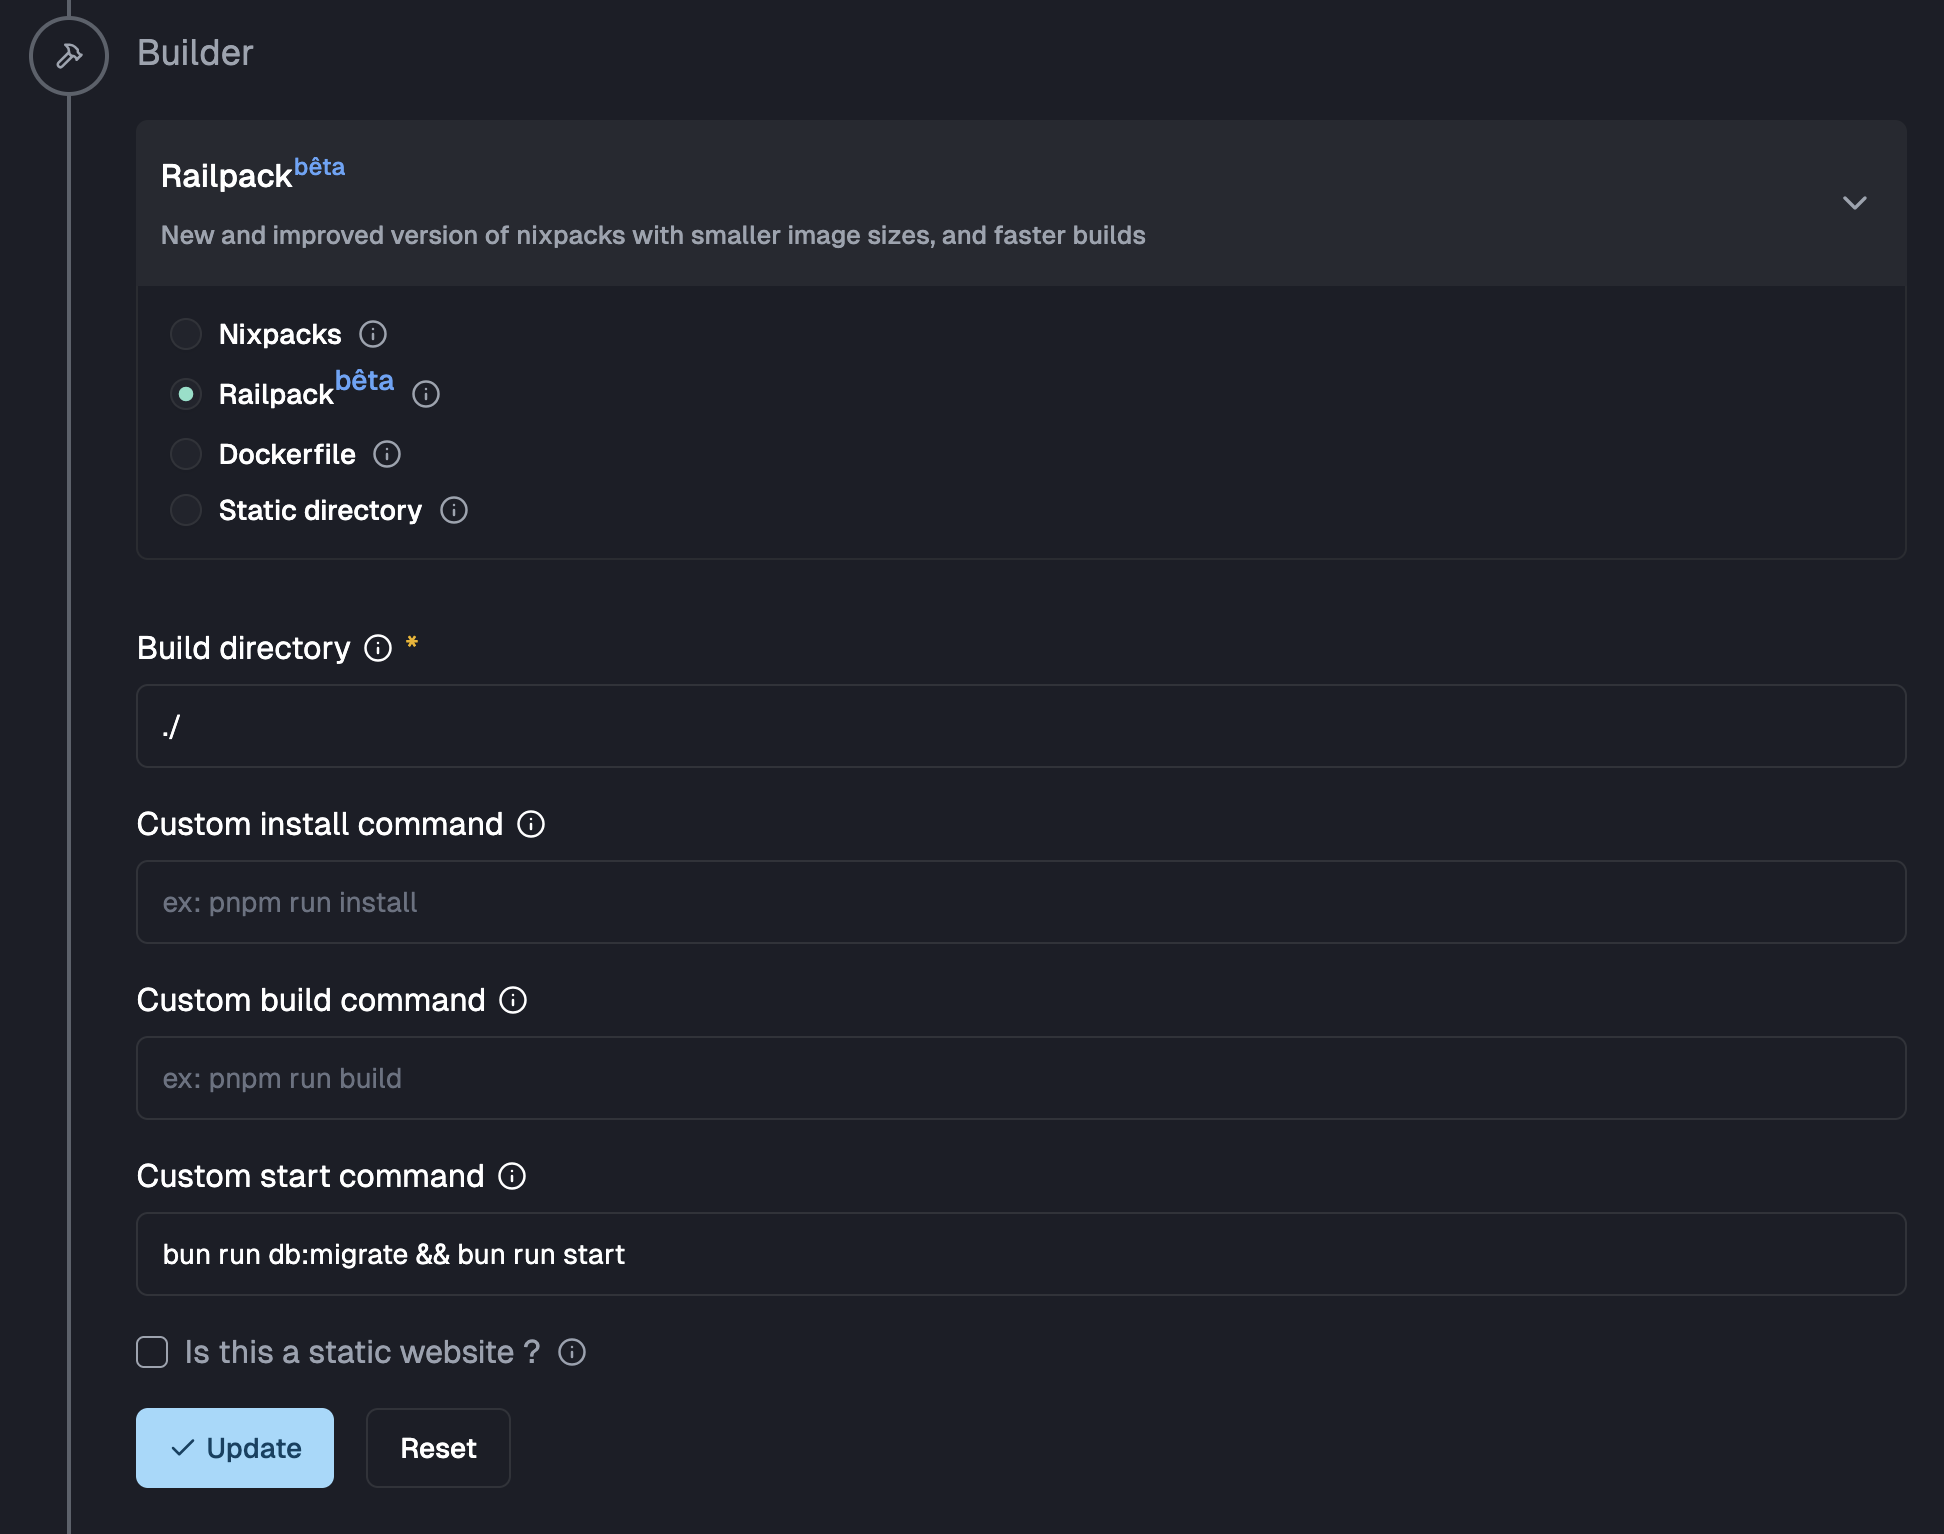 Builder
Railpack bêta
New and improved version of nixpacks with smaller image sizes, and faster builds
Nixpacks
Railpack bêta
Dockerfile
Static directory
Build directory *
./
Custom install command
ex: pnpm run install
Custom build command
ex: pnpm run build
Custom start command
bun run db:migrate && bun run start
Is this a static website ?
Update
Reset